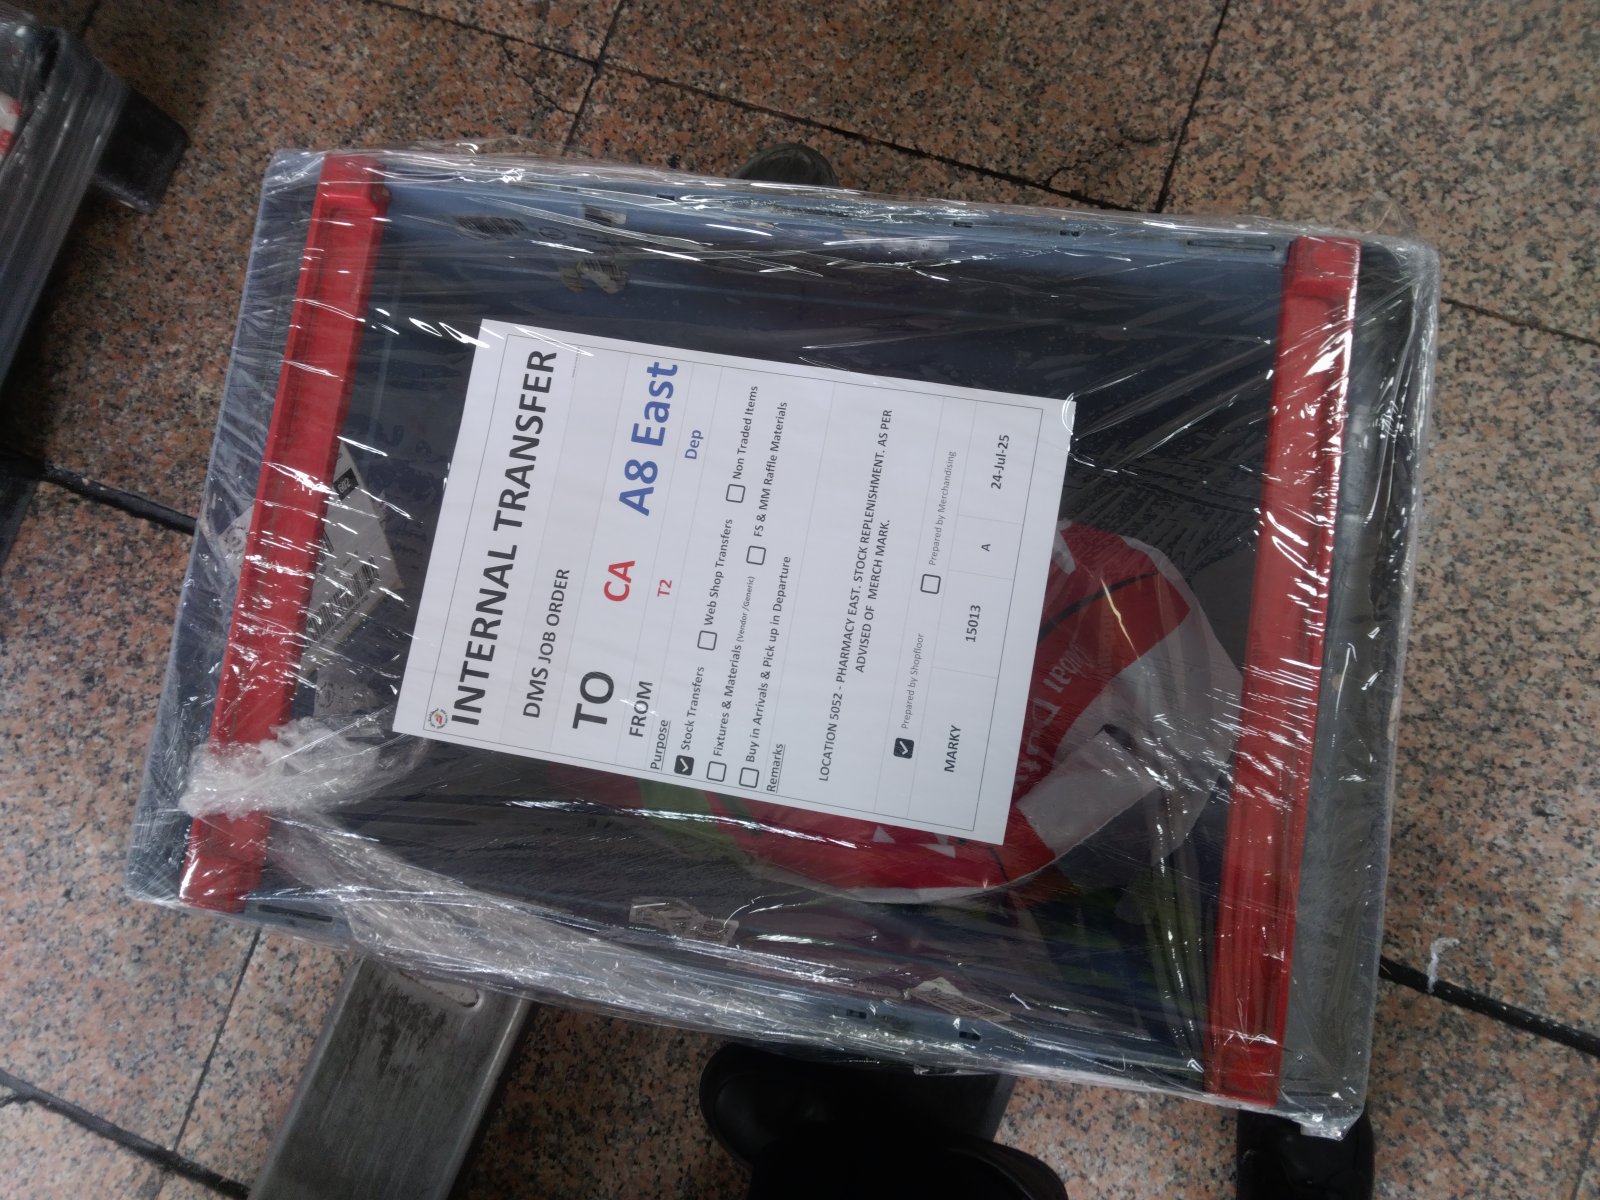 INTERNAL TRANSFER
DMS JOB ORDER
TO CA A8 East
FROM T2 Dep
Purpose
Stock Transfers Web Shop Transfers Non Traded Items
Fixtures & Materials (Vendor /Generic) FS & MM Raffle Materials
Buy in Arrivals & Pick up in Departure
Remarks
LOCATION 5052 - PHARMACY EAST. STOCK REPLENISHMENT. AS PER
ADVISED OF MERCH MARK.
Prepared by Shopfloor Prepared by Merchandising
MARKY 15013 A 24-Jul-25